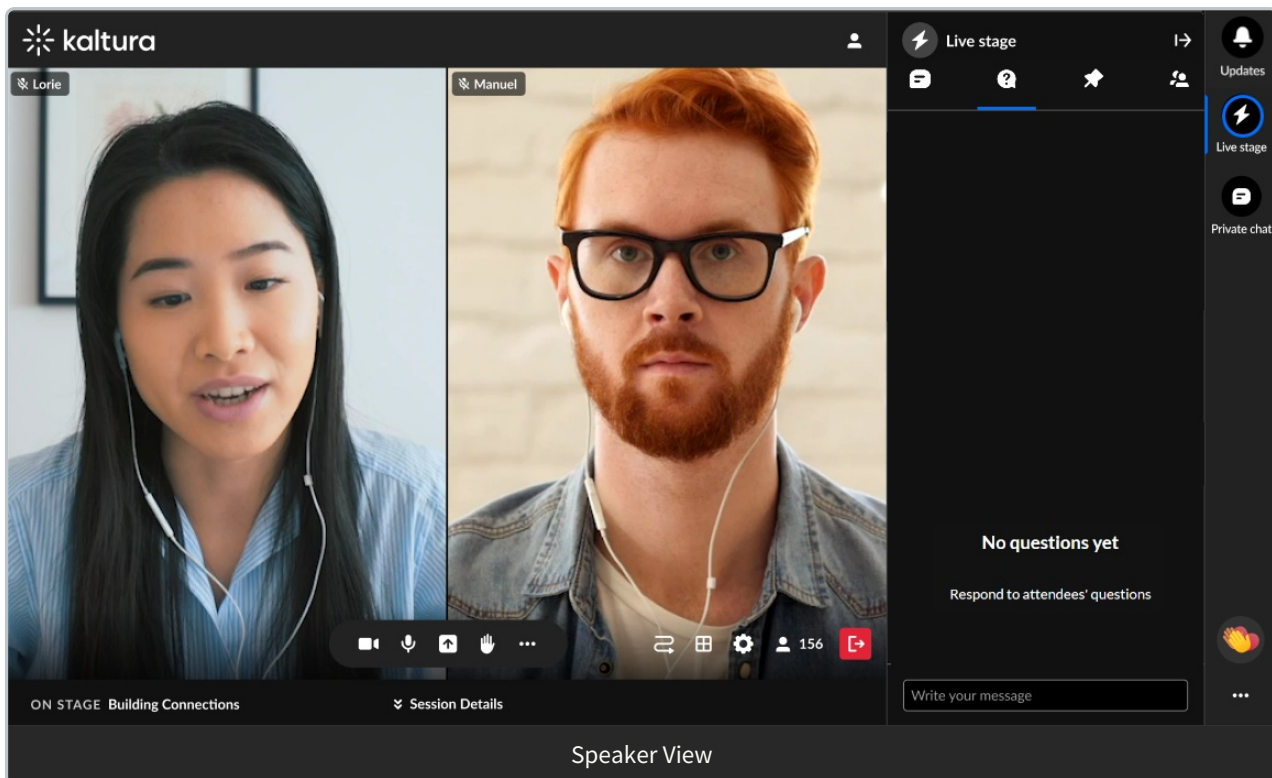 kaltura
Lorie
Manuel
156
ON STAGE Building Connections
Session Details
Live stage
No questions yet
Respond to attendees' questions
Write your message
Updates
Live stage
Private chat
Speaker View